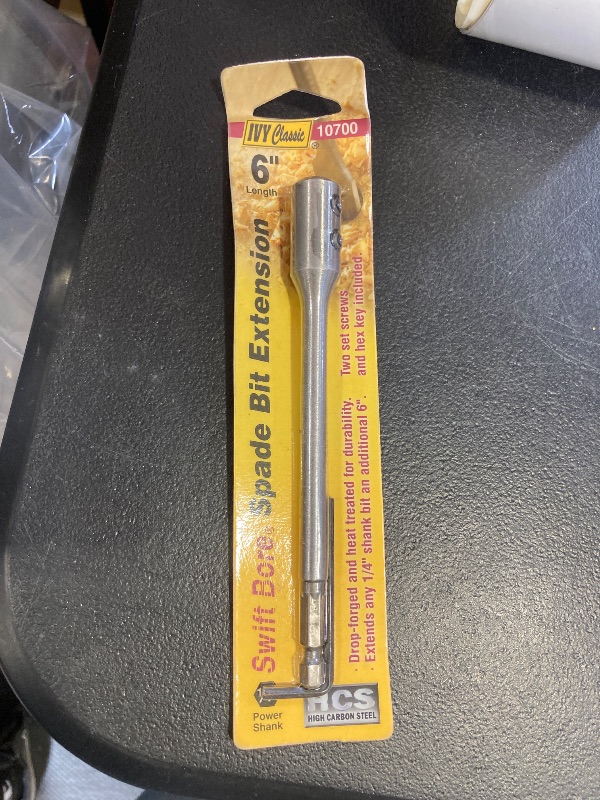 IVY Classic ® 10700
6"
Length
Swift Bore Spade Bit Extension
Two set screws
and hex key included.
· Drop-forged and heat treated for durability.
· Extends any 1/4" shank bit an additional 6".
Power
Shank
HCS
HIGH CARBON STEEL